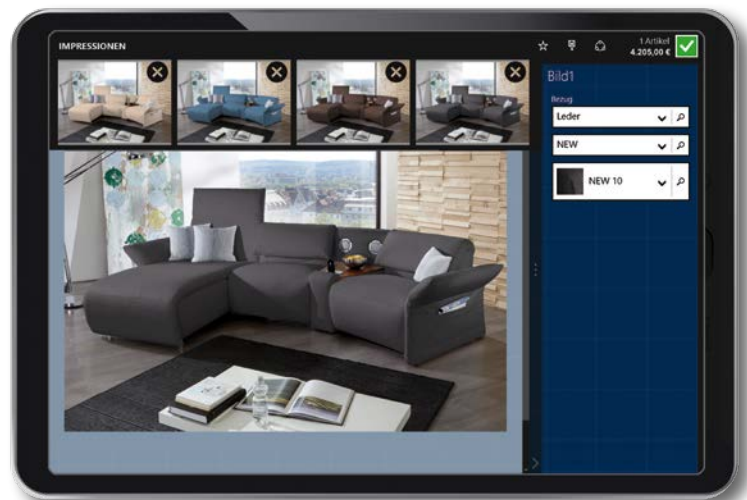 IMPRESSIONEN
1 Artikel
4.205,00 €
Bild1
Bezug
Leder
NEW
NEW 10